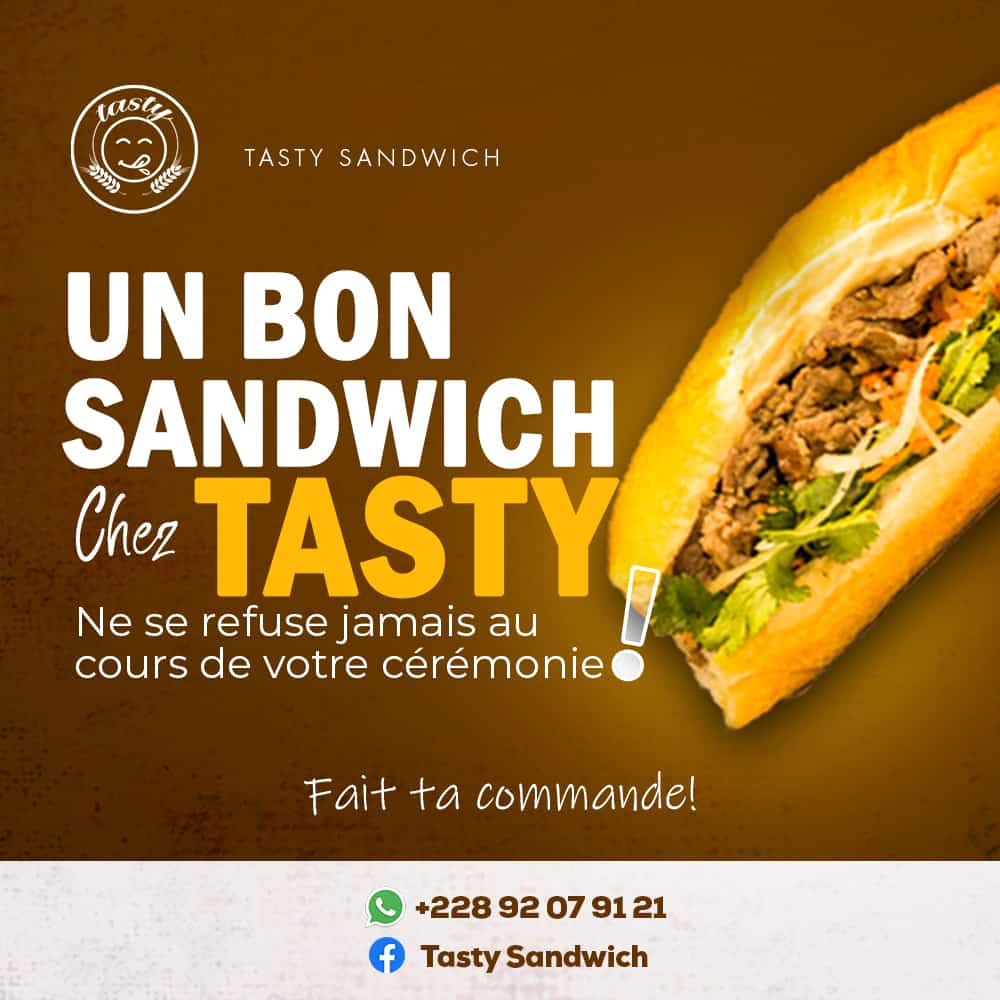 tasty
TASTY SANDWICH
UN BON
SANDWICH
Chez TASTY
Ne se refuse jamais au
cours de votre cérémonie!
Fait ta commande!
+228 92 07 91 21
Tasty Sandwich